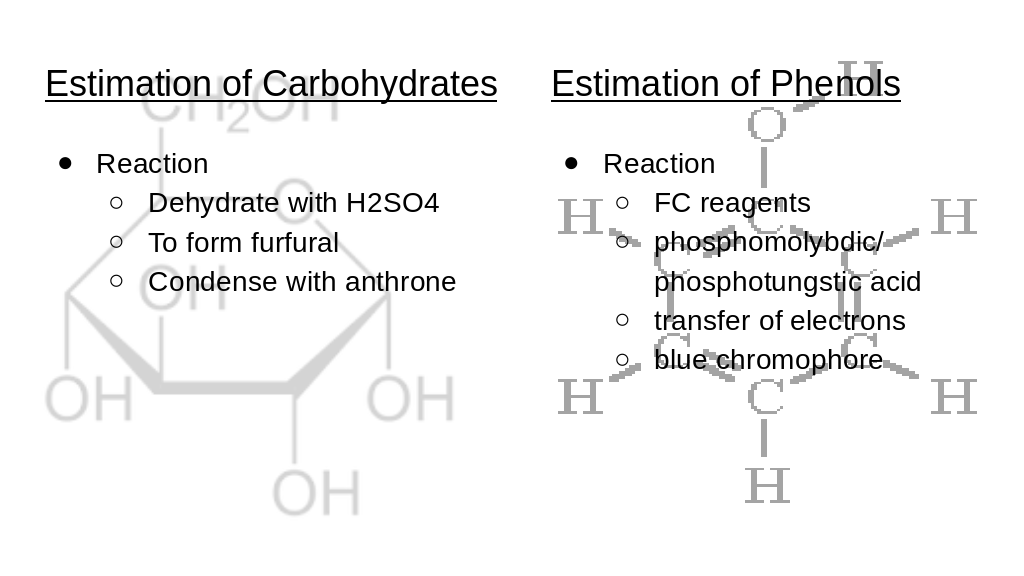 Estimation of Carbohydrates
● Reaction
○ Dehydrate with H2SO4
○ To form furfural
○ Condense with anthrone
CH2OH
O
OH
OH
OH
OH
Estimation of Phenols
● Reaction
○ FC reagents
○ phosphomolybdic/
phosphotungstic acid
○ transfer of electrons
○ blue chromophore
H
O
C
H
H
C
C
C
C
H
C
H
H